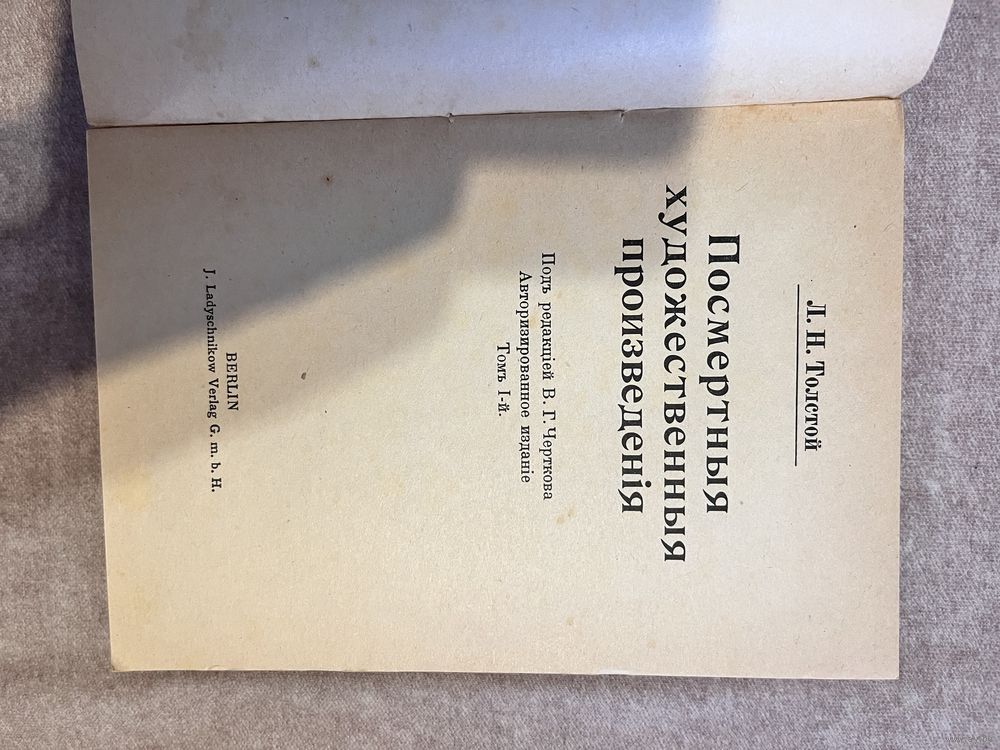 Л. Н. Толстой
Посмертныя
художественныя
произведенія
Подъ редакціей В. Г. Черткова
Авторизированное изданіе
Томъ I-й.
BERLIN
J. Ladyschnikow Verlag G. m. b. H.